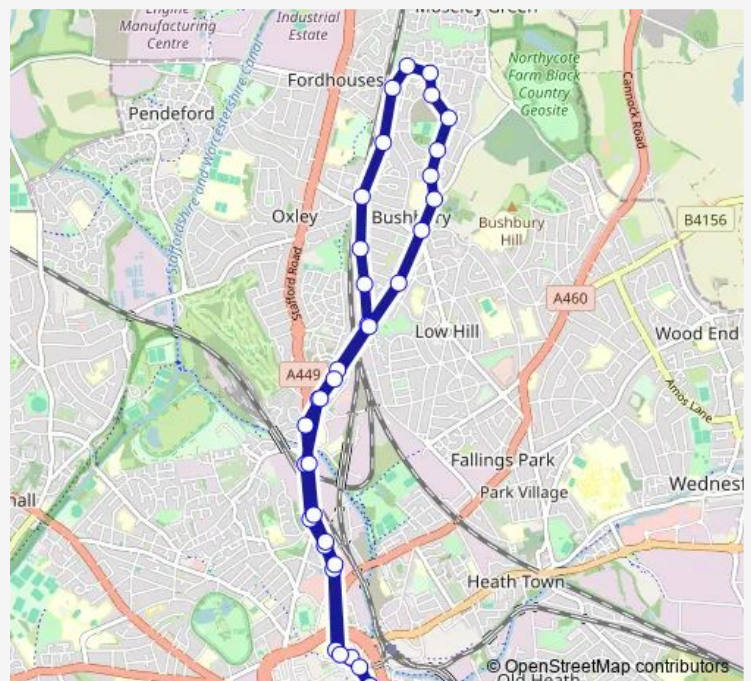 Moseley Green
Engine
Manufacturing
Centre
Industrial
Estate
Fordhouses
Northycote
Farm Black
Country
Geosite
Cannock Road
Pendeford
Staffordshire and Worcestershire Canal
Oxley
Bushbury
Bushbury
Hill
B4156
Stafford Road
A460
Low Hill
Wood End
A449
Amos Lane
Fallings Park
Park Village
Wednesf
hall
Heath Town
© OpenStreetMap contributors
Old Heath